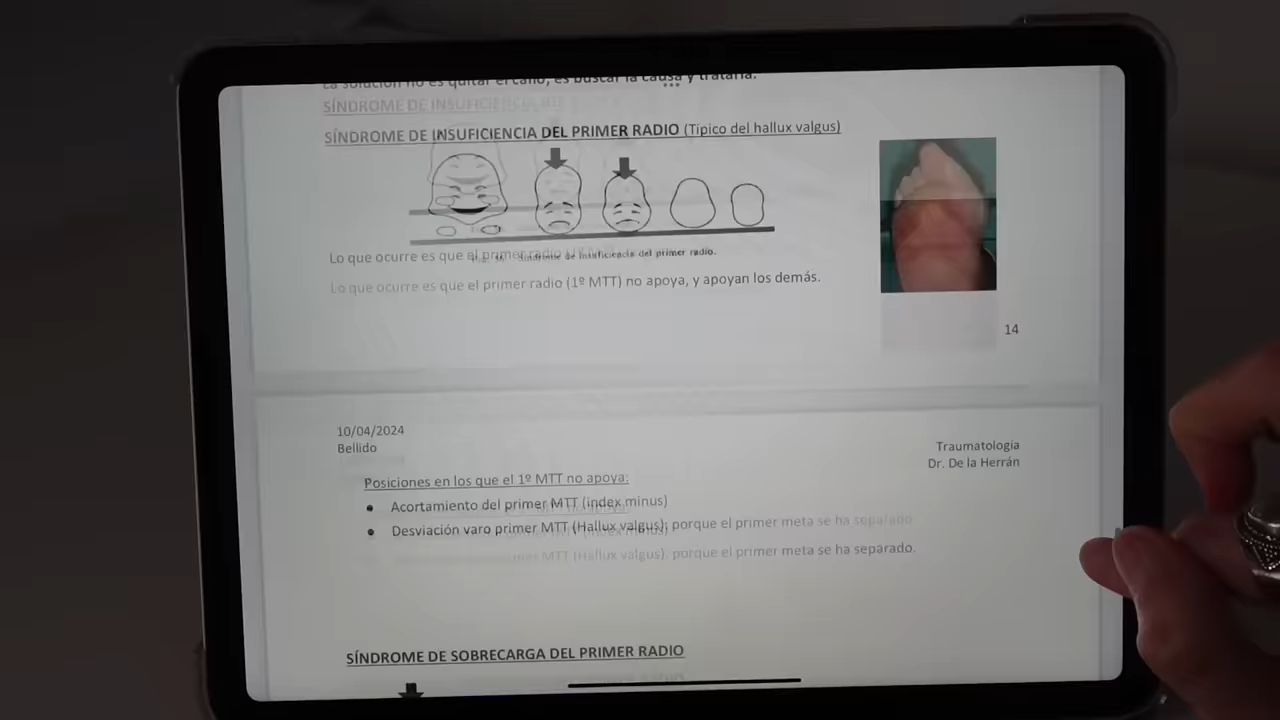 La solución no es quitar el callo, es buscar la causa y tratarla.
SÍNDROME DE INSUFICIENCIA
SÍNDROME DE INSUFICIENCIA DEL PRIMER RADIO (Típico del hallux valgus)
Síndrome de insuficiencia del primer radio.
Lo que ocurre es que el primer radio
Lo que ocurre es que el primer radio (1º MTT) no apoya, y apoyan los demás.
14
10/04/2024
Bellido
Traumatología
Dr. De la Herrán
Posiciones en los que el 1º MTT no apoya:
Acortamiento del primer MTT (index minus)
Desviación varo primer MTT (Hallux valgus): porque el primer meta se ha separado
MTT (Hallux valgus): porque el primer meta se ha separado.
SÍNDROME DE SOBRECARGA DEL PRIMER RADIO